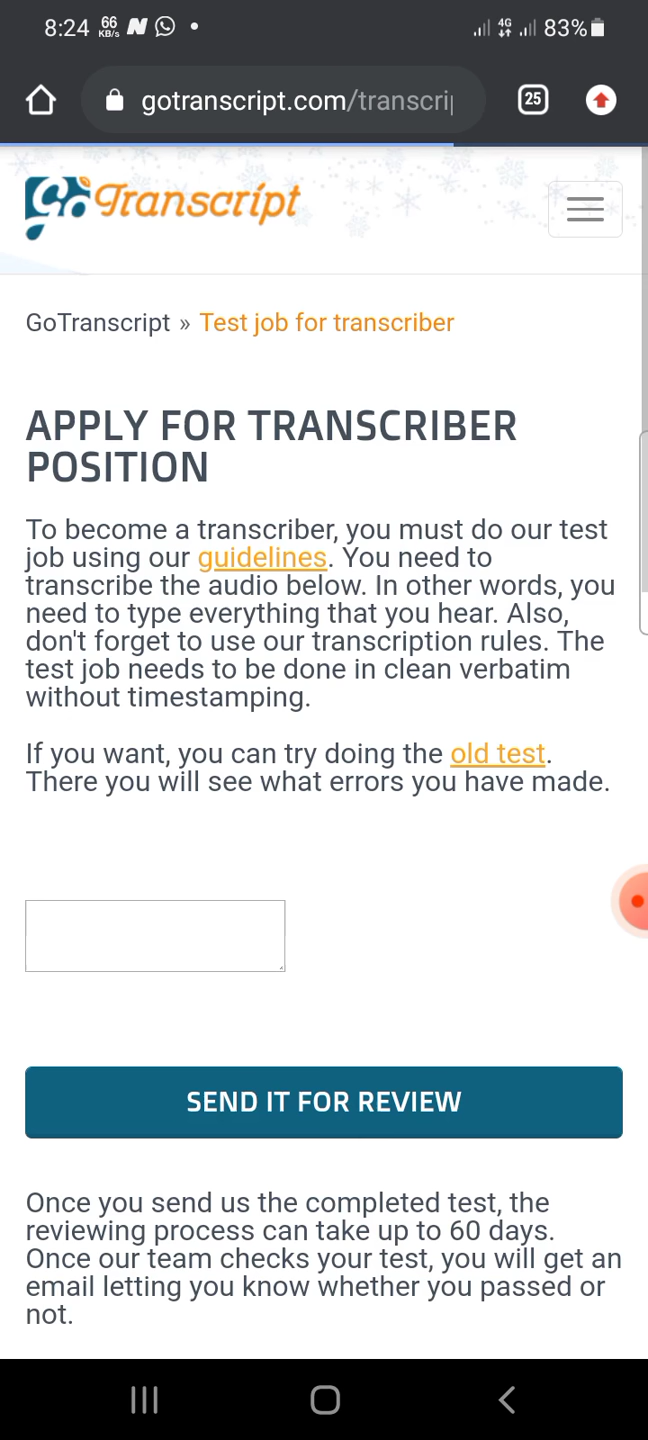 8:24 66 KB/s N 4G 83%
gotranscript.com/transcri
25
GoTranscript
GoTranscript » Test job for transcriber
APPLY FOR TRANSCRIBER
POSITION
To become a transcriber, you must do our test
job using our guidelines. You need to
transcribe the audio below. In other words, you
need to type everything that you hear. Also,
don't forget to use our transcription rules. The
test job needs to be done in clean verbatim
without timestamping.
If you want, you can try doing the old test.
There you will see what errors you have made.
SEND IT FOR REVIEW
Once you send us the completed test, the
reviewing process can take up to 60 days.
Once our team checks your test, you will get an
email letting you know whether you passed or
not.